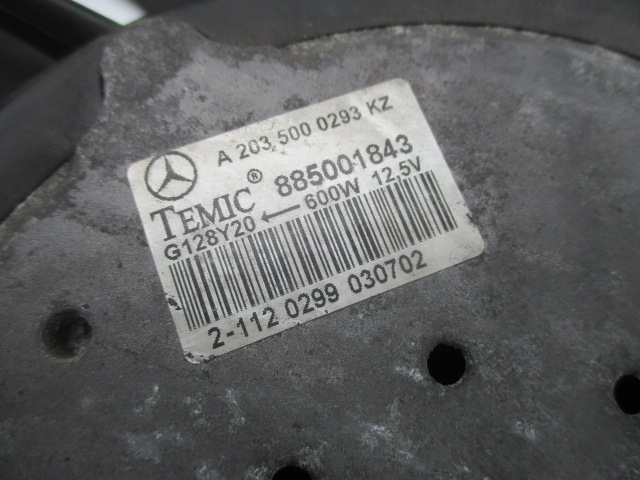 A 203 500 0293 KZ
TEMIC® 885001843
G128Y20 ← 600W 12,5V
2-112 0299 030702